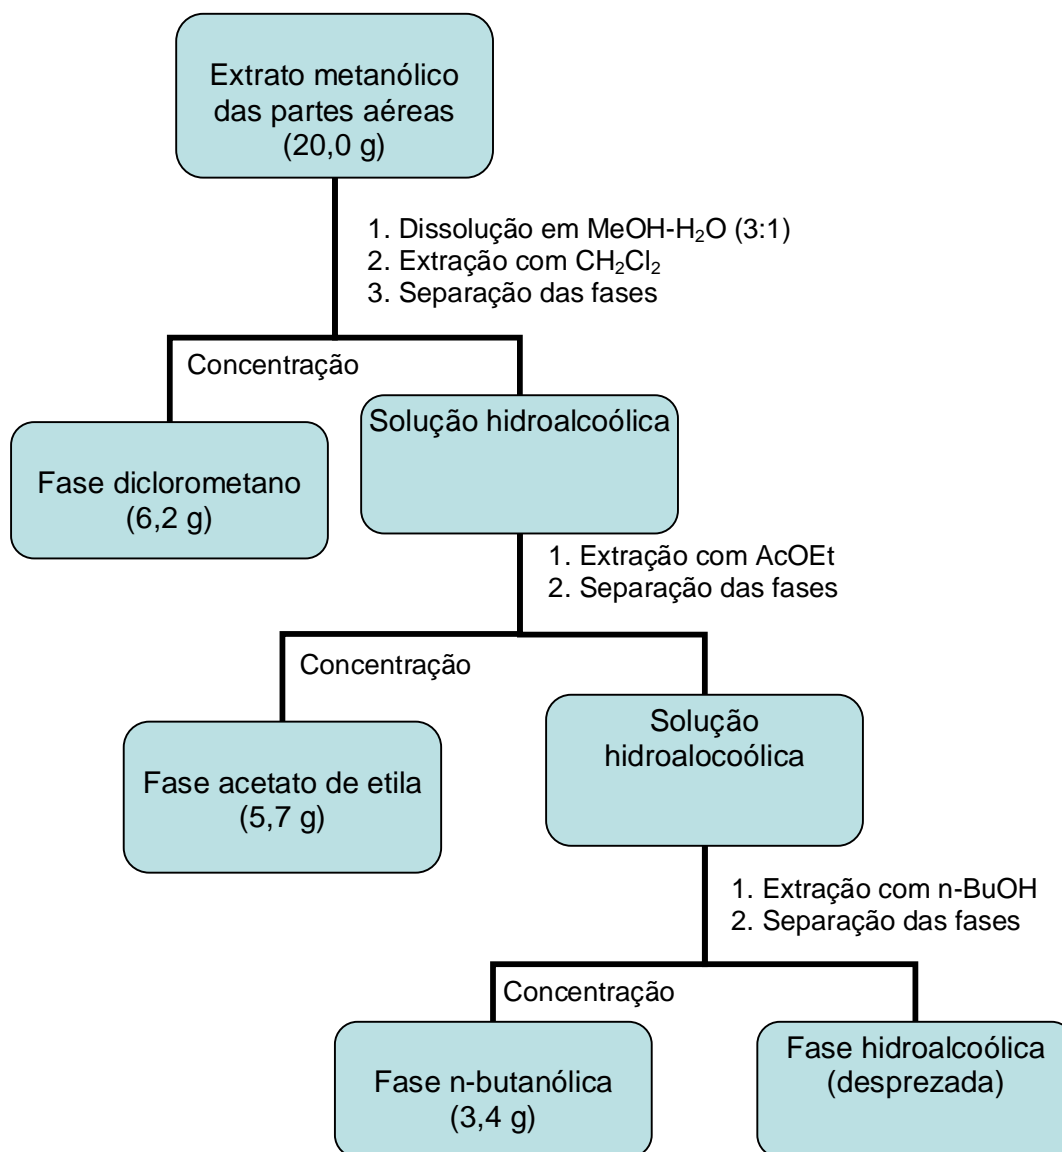 Extrato metanólico
das partes aéreas
(20,0 g)
1. Dissolução em MeOH-H₂O (3:1)
2. Extração com CH₂Cl₂
3. Separação das fases
Concentração
Solução hidroalcoólica
Fase diclorometano
(6,2 g)
1. Extração com AcOEt
2. Separação das fases
Concentração
Solução
hidroalocoólica
Fase acetato de etila
(5,7 g)
1. Extração com n-BuOH
2. Separação das fases
Concentração
Fase n-butanólica
(3,4 g)
Fase hidroalcoólica
(desprezada)